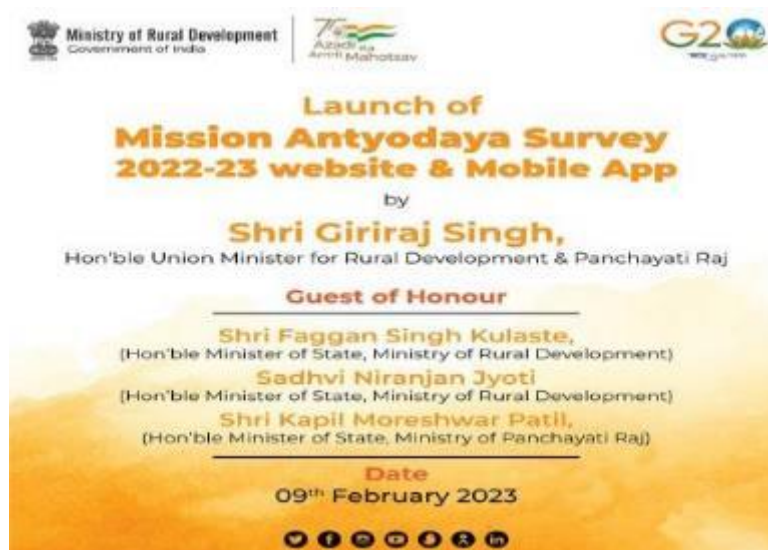 Ministry of Rural Development
Government of India
Azadi Ka
Amrit Mahotsav
G20
Launch of
Mission Antyodaya Survey
2022-23 website & Mobile App
by
Shri Giriraj Singh,
Hon'ble Union Minister for Rural Development & Panchayati Raj
Guest of Honour
Shri Faggan Singh Kulaste,
(Hon'ble Minister of State, Ministry of Rural Development)
Sadhvi Niranjan Jyoti
(Hon'ble Minister of State, Ministry of Rural Development)
Shri Kapil Moreshwar Patil,
(Hon'ble Minister of State, Ministry of Panchayati Raj)
Date
09th February 2023